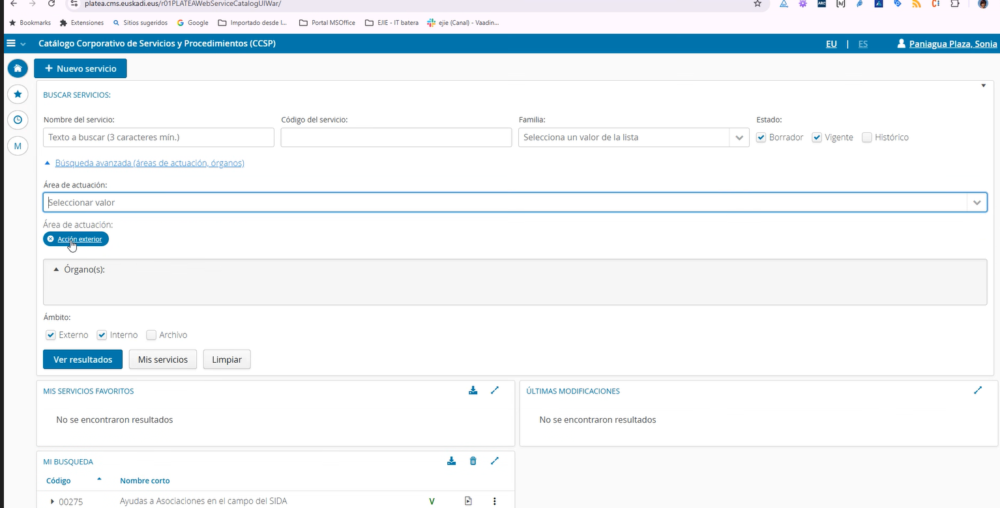 platea.cms.euskadi.eus/r01PLATEAWebServiceCatalogUIWar/
Bookmarks Extensiones Sitios sugeridos Google Importado desde I... Portal MSOffice EJIE - IT batera ejie (Canal) - Vaadin...
Catálogo Corporativo de Servicios y Procedimientos (CCSP) EU | ES Paniagua Plaza, Sonia
+ Nuevo servicio
BUSCAR SERVICIOS:
Nombre del servicio: Código del servicio: Familia: Estado:
Texto a buscar (3 caracteres mín.) Selecciona un valor de la lista Borrador Vigente Histórico
M
Búsqueda avanzada (áreas de actuación, órganos)
Área de actuación:
Seleccionar valor
Área de actuación:
Acción exterior
Órgano(s):
Ámbito:
Externo Interno Archivo
Ver resultados Mis servicios Limpiar
MIS SERVICIOS FAVORITOS ÚLTIMAS MODIFICACIONES
No se encontraron resultados No se encontraron resultados
MI BUSQUEDA
Código Nombre corto
00275 Ayudas a Asociaciones en el campo del SIDA V